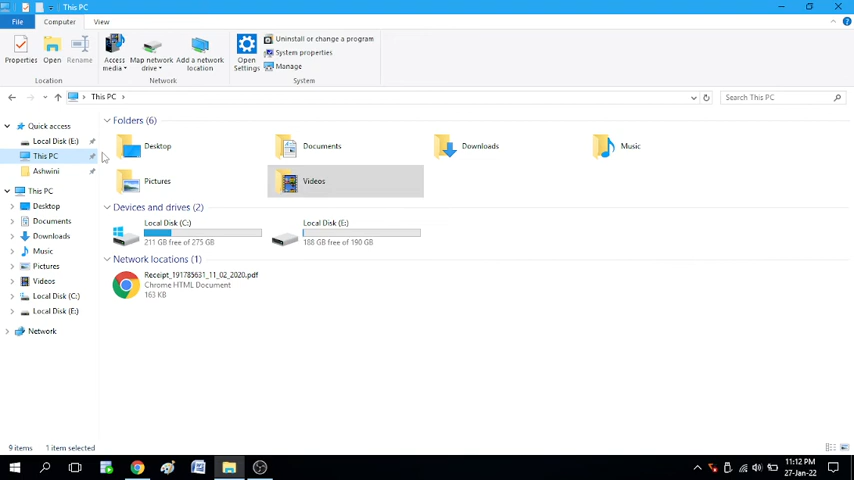 This PC
File
Computer
View
Properties
Open
Rename
Access media
Map network drive
Add a network location
Open Settings
Uninstall or change a program
System properties
Manage
Location
Network
System
This PC
Search This PC
Quick access
Local Disk (E:)
This PC
Ashwini
This PC
Desktop
Documents
Downloads
Music
Pictures
Videos
Local Disk (C:)
Local Disk (E:)
Network
Folders (6)
Desktop
Documents
Downloads
Music
Pictures
Videos
Devices and drives (2)
Local Disk (C:)
211 GB free of 275 GB
Local Disk (E:)
188 GB free of 190 GB
Network locations (1)
Receipt_191785631_11_02_2020.pdf
Chrome HTML Document
163 KB
9 items
1 item selected
11:12 PM
27-Jan-22